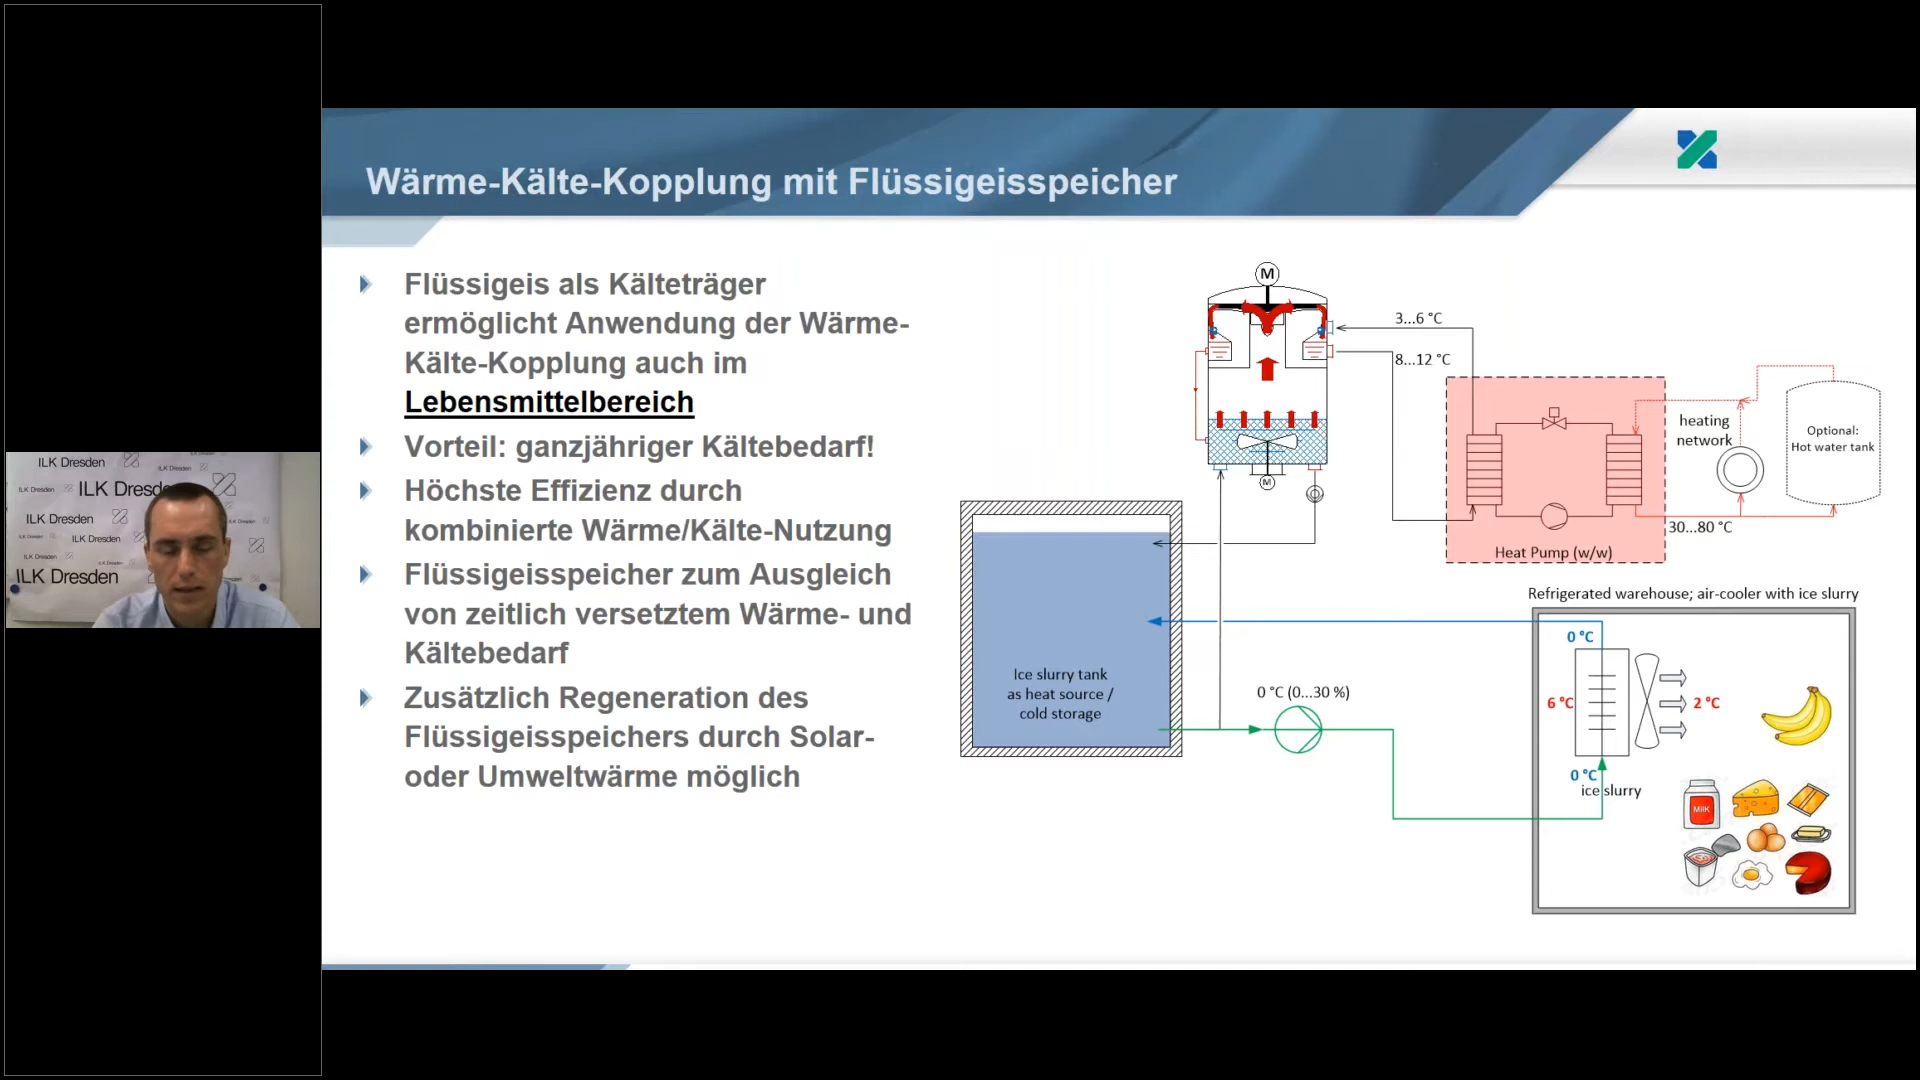 Wärme-Kälte-Kopplung mit Flüssigeisspeicher
Flüssigeis als Kälteträger
ermöglicht Anwendung der Wärme-
Kälte-Kopplung auch im
Lebensmittelbereich
Vorteil: ganzjähriger Kältebedarf!
Höchste Effizienz durch
kombinierte Wärme/Kälte-Nutzung
Flüssigeisspeicher zum Ausgleich
von zeitlich versetztem Wärme- und
Kältebedarf
Zusätzlich Regeneration des
Flüssigeisspeichers durch Solar-
oder Umweltwärme möglich
M
3...6 °C
8...12 °C
M
heating
network
Optional:
Hot water tank
30...80 °C
Heat Pump (w/w)
Refrigerated warehouse; air-cooler with ice slurry
0 °C
6 °C
2 °C
0 °C
ice slurry
MilK
Ice slurry tank
as heat source /
cold storage
0 °C (0...30 %)
ILK Dresden
ILK Dresden
ILK Dresden
ILK Dresden
ILK Dresden
ILK Dresden
ILK Dresden
ILK Dresden